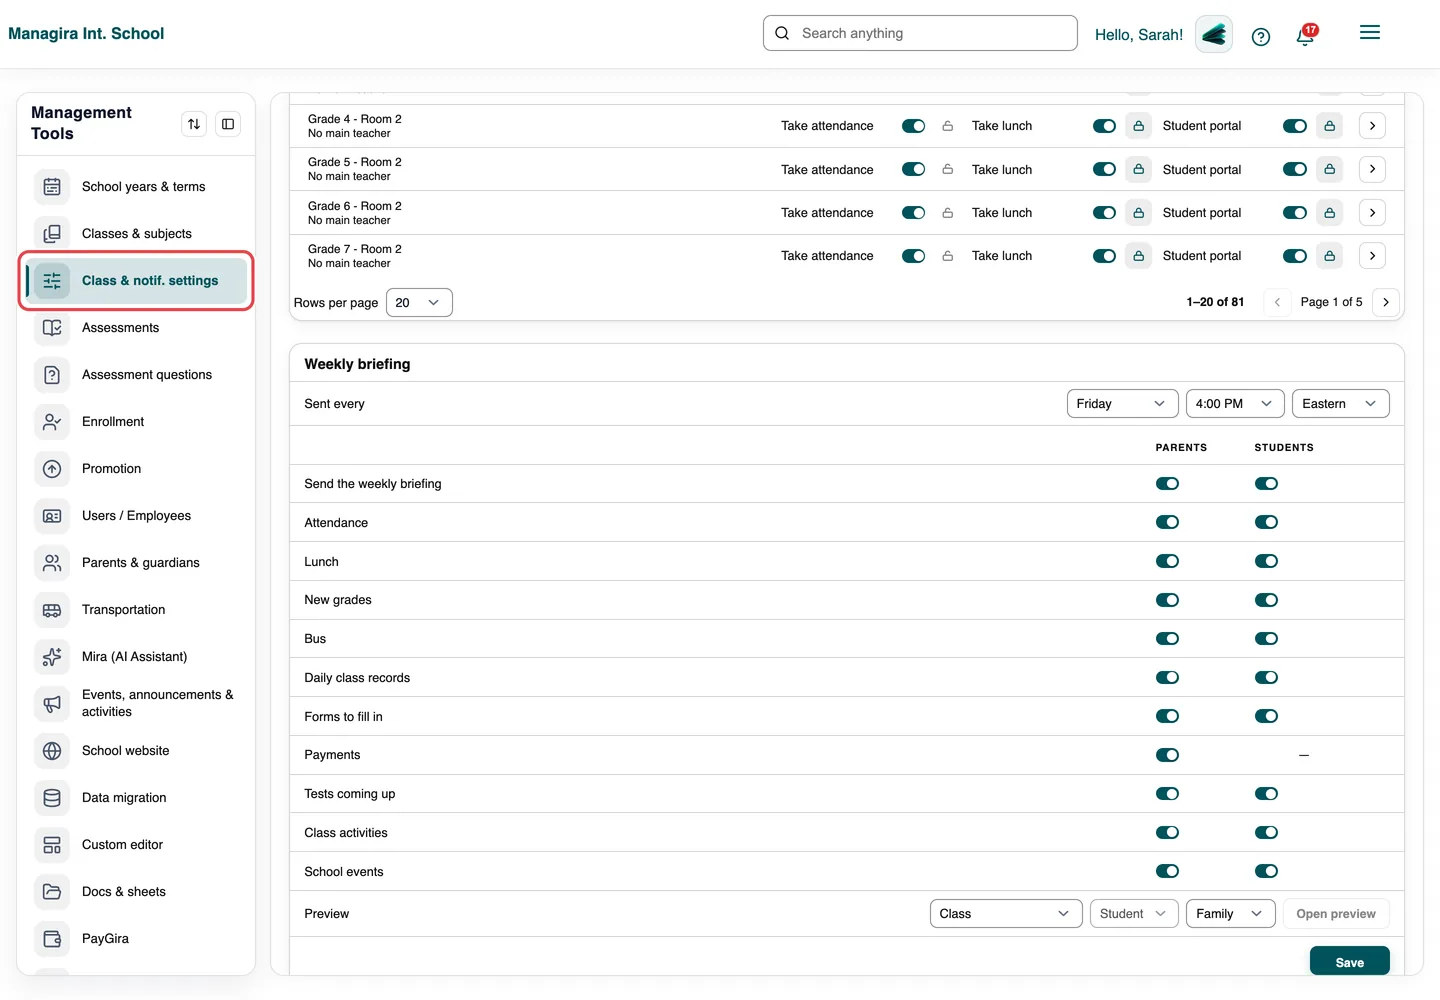 Managira Int. School
Search anything
Hello, Sarah!
17
Management
Tools
School years & terms
Classes & subjects
Class & notif. settings
Assessments
Assessment questions
Enrollment
Promotion
Users / Employees
Parents & guardians
Transportation
Mira (AI Assistant)
Events, announcements &
activities
School website
Data migration
Custom editor
Docs & sheets
PayGira
Grade 4 - Room 2
No main teacher
Take attendance
Take lunch
Student portal
Grade 5 - Room 2
No main teacher
Take attendance
Take lunch
Student portal
Grade 6 - Room 2
No main teacher
Take attendance
Take lunch
Student portal
Grade 7 - Room 2
No main teacher
Take attendance
Take lunch
Student portal
Rows per page 20
1–20 of 81
Page 1 of 5
Weekly briefing
Sent every
Friday
4:00 PM
Eastern
PARENTS
STUDENTS
Send the weekly briefing
Attendance
Lunch
New grades
Bus
Daily class records
Forms to fill in
Payments
–
Tests coming up
Class activities
School events
Preview
Class
Student
Family
Open preview
Save